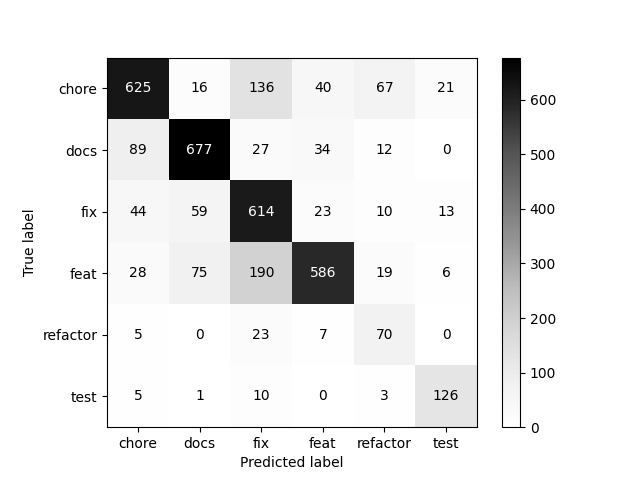 chore 625 16 136 40 67 21
docs 89 677 27 34 12 0
fix 44 59 614 23 10 13
feat 28 75 190 586 19 6
refactor 5 0 23 7 70 0
test 5 1 10 0 3 126
chore docs fix feat refactor test
Predicted label
True label
600
500
400
300
200
100
0